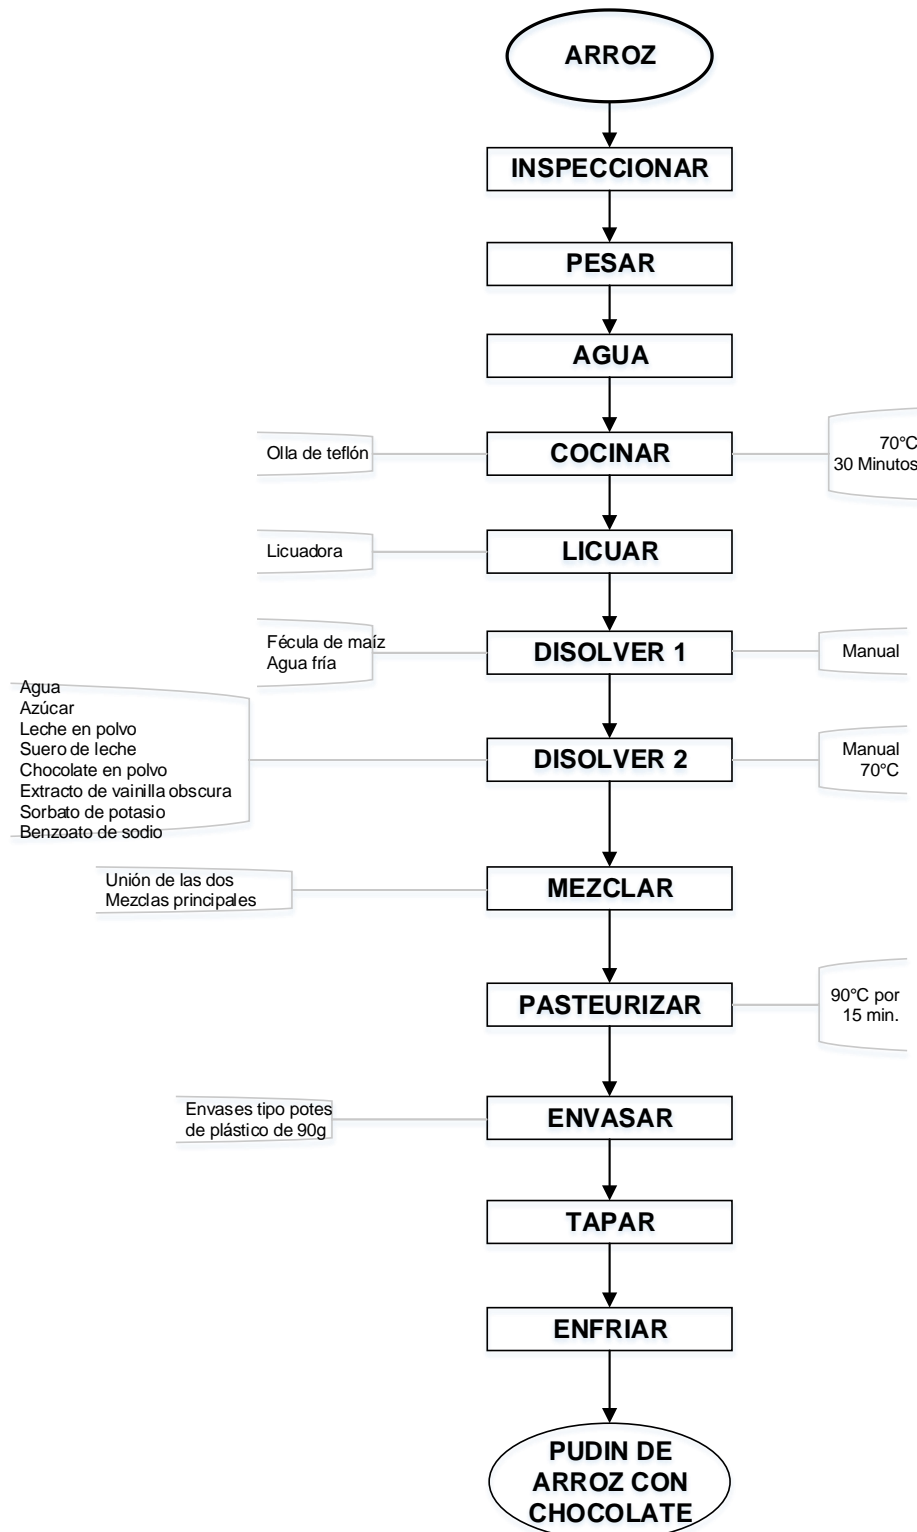 ARROZ
INSPECCIONAR
PESAR
AGUA
Olla de teflón
COCINAR
70°C
30 Minutos
Licuadora
LICUAR
Fécula de maíz
Agua fría
DISOLVER 1
Manual
Agua
Azúcar
Leche en polvo
Suero de leche
Chocolate en polvo
Extracto de vainilla obscura
Sorbato de potasio
Benzoato de sodio
DISOLVER 2
Manual
70°C
Unión de las dos
Mezclas principales
MEZCLAR
PASTEURIZAR
90°C por
15 min.
Envases tipo potes
de plástico de 90g
ENVASAR
TAPAR
ENFRIAR
PUDIN DE
ARROZ CON
CHOCOLATE